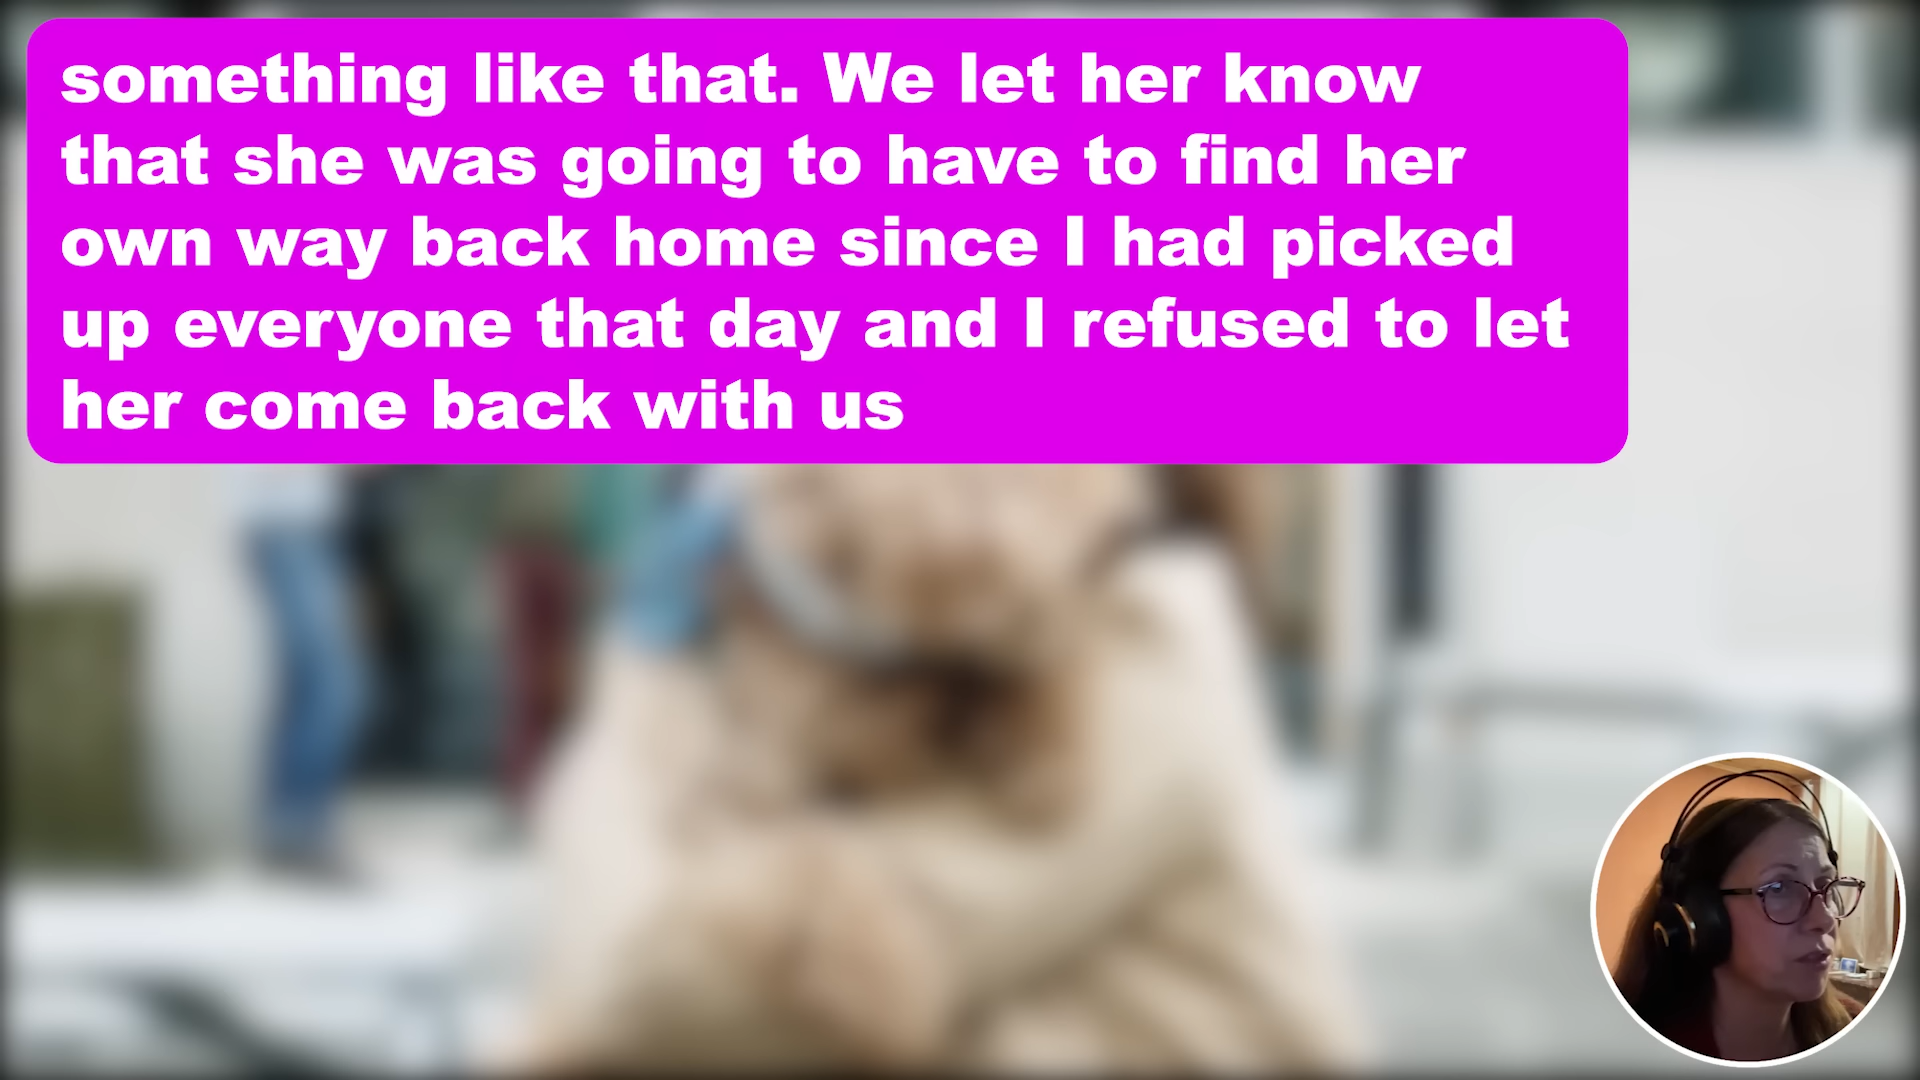 something like that. We let her know
that she was going to have to find her
own way back home since I had picked
up everyone that day and I refused to let
her come back with us